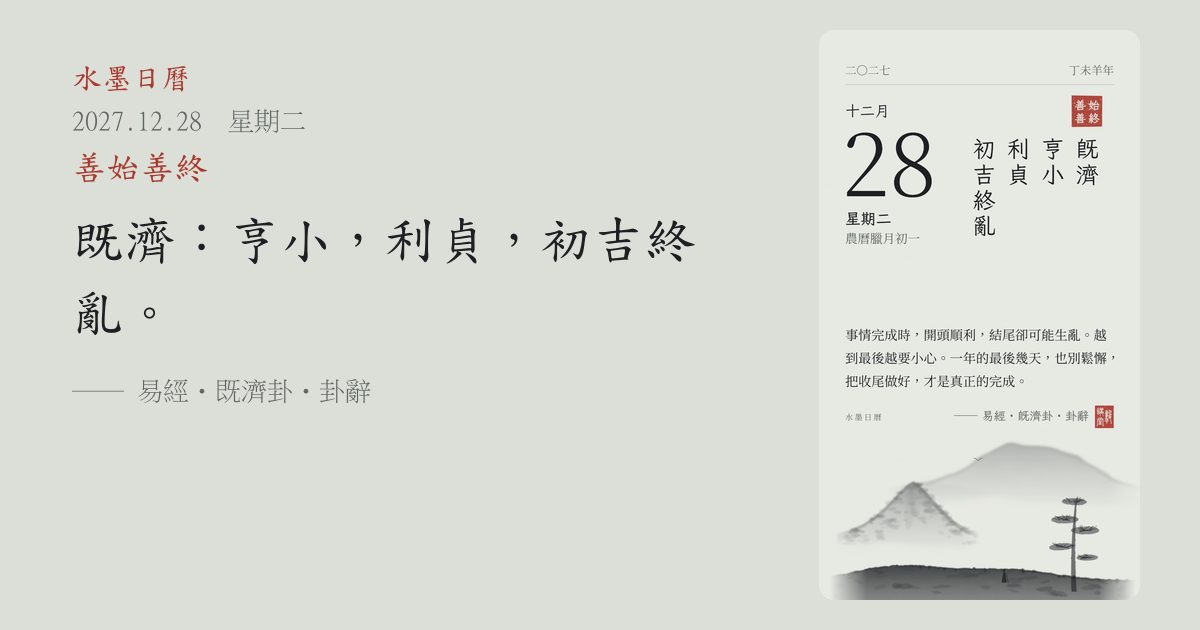 水墨日曆
2027.12.28 星期二
善始善終
既濟：亨小，利貞，初吉終
亂。
—— 易經・既濟卦・卦辭
二〇二七
丁未羊年
十二月
28
星期二
農曆臘月初一
始終
善善
既濟
亨小
利貞
初吉終亂
事情完成時，開頭順利，結尾卻可能生亂。越
到最後越要小心。一年的最後幾天，也別鬆懈，
把收尾做好，才是真正的完成。
水墨日曆
—— 易經・既濟卦・卦辭